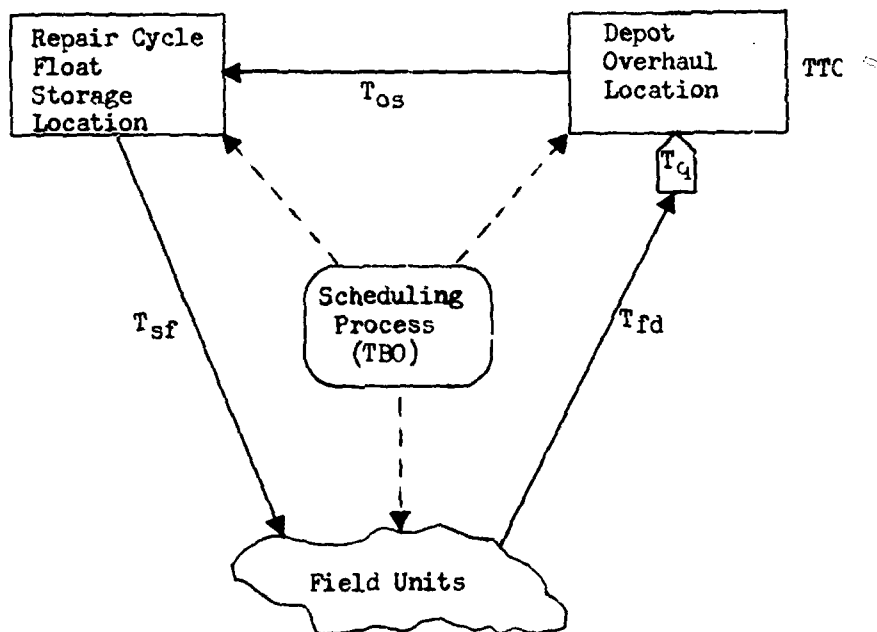 Repair Cycle
Float
Storage
Location
Depot
Overhaul
Location
TTC
Tos
Tq
Scheduling
Process
(TBO)
Tsf
Tfd
Field Units